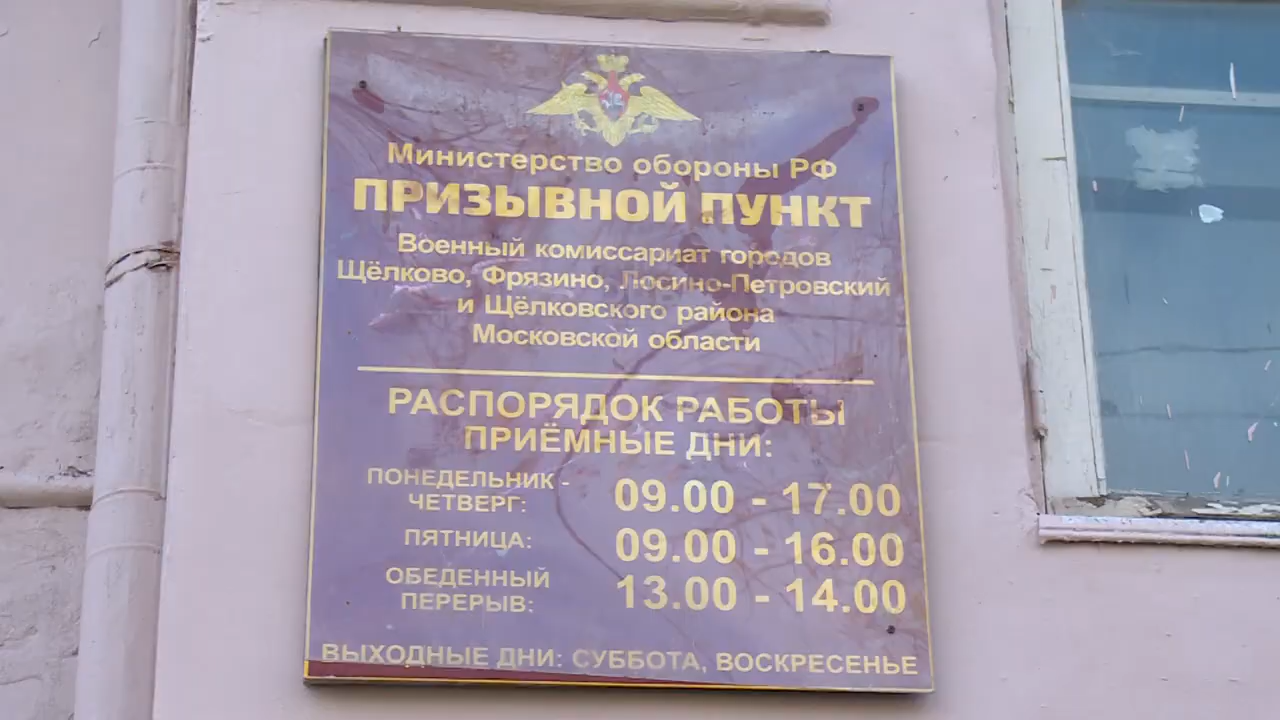 Министерство обороны РФ
ПРИЗЫВНОЙ ПУНКТ
Военный комиссариат городов
Щёлково, Фрязино, Лосино-Петровский
и Щёлковского района
Московской области
РАСПОРЯДОК РАБОТЫ
ПРИЁМНЫЕ ДНИ:
ПОНЕДЕЛЬНИК -
ЧЕТВЕРГ: 09.00 - 17.00
ПЯТНИЦА: 09.00 - 16.00
ОБЕДЕННЫЙ
ПЕРЕРЫВ: 13.00 - 14.00
ВЫХОДНЫЕ ДНИ: СУББОТА, ВОСКРЕСЕНЬЕ